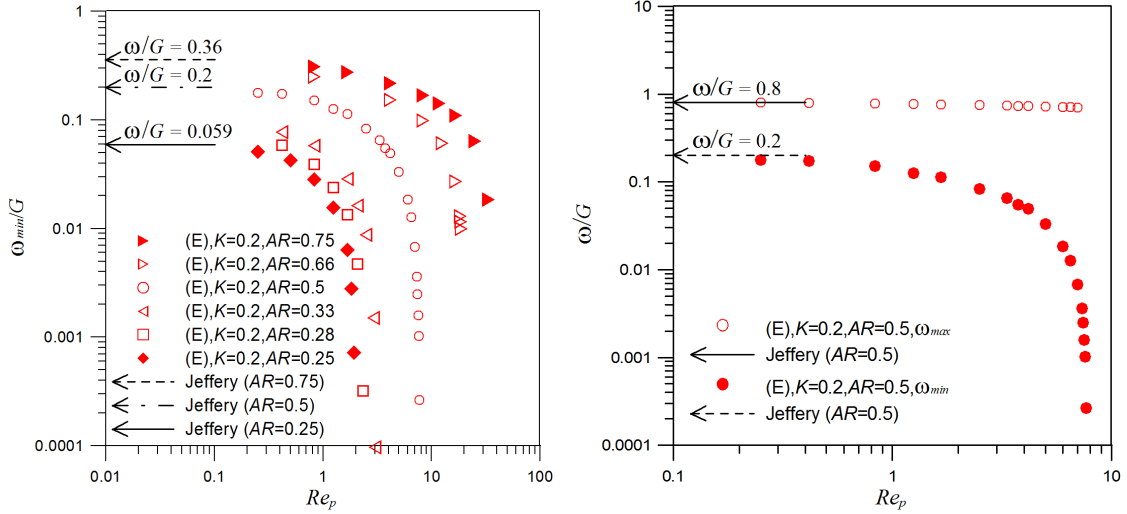 1
0.1
0.01
0.001
0.0001
ω_min/G
ω/G = 0.36
ω/G = 0.2
ω/G = 0.059
(E),K=0.2,AR=0.75
(E),K=0.2,AR=0.66
(E),K=0.2,AR=0.5
(E),K=0.2,AR=0.33
(E),K=0.2,AR=0.28
(E),K=0.2,AR=0.25
Jeffery (AR=0.75)
Jeffery (AR=0.5)
Jeffery (AR=0.25)
0.01 0.1 1 10 100
Re_p
10
1
0.1
0.01
0.001
0.0001
ω/G
ω/G = 0.8
ω/G = 0.2
(E),K=0.2,AR=0.5,ω_max
Jeffery (AR=0.5)
(E),K=0.2,AR=0.5,ω_min
Jeffery (AR=0.5)
0.1 1 10
Re_p